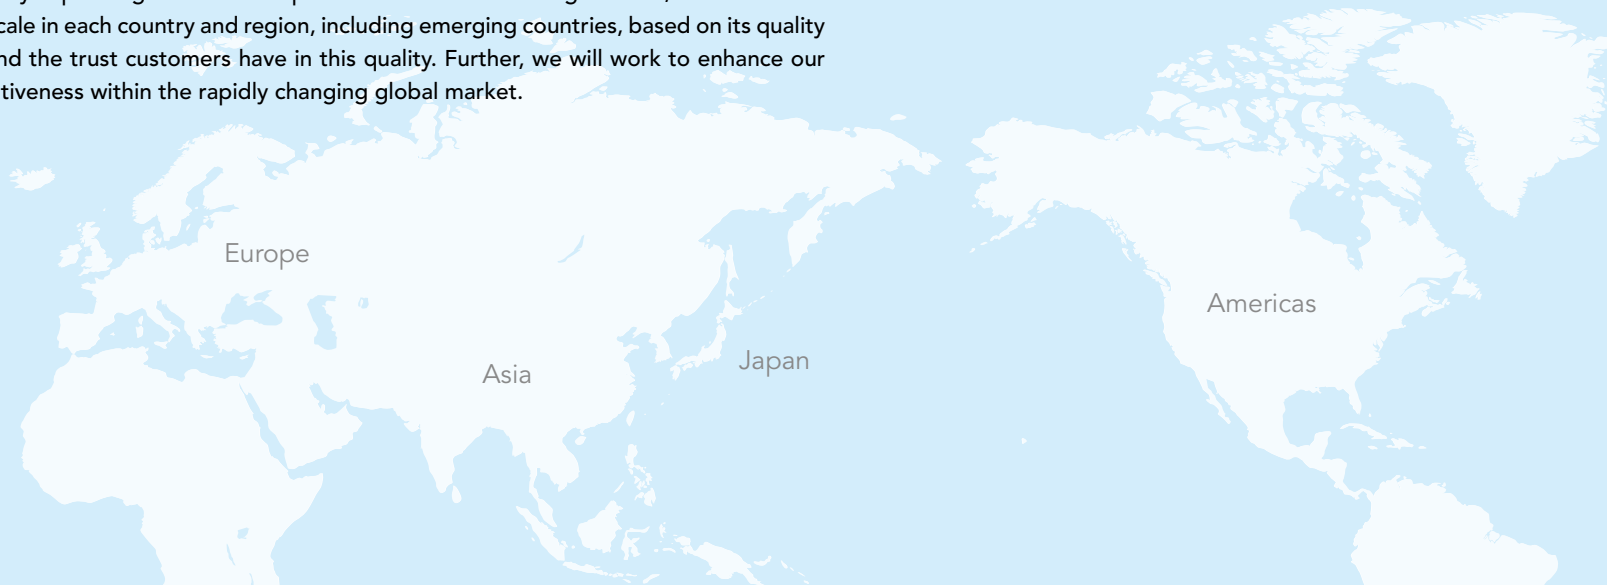 cale in each country and region, including emerging countries, based on its quality
nd the trust customers have in this quality. Further, we will work to enhance our
tiveness within the rapidly changing global market.
Europe
Americas
Japan
Asia